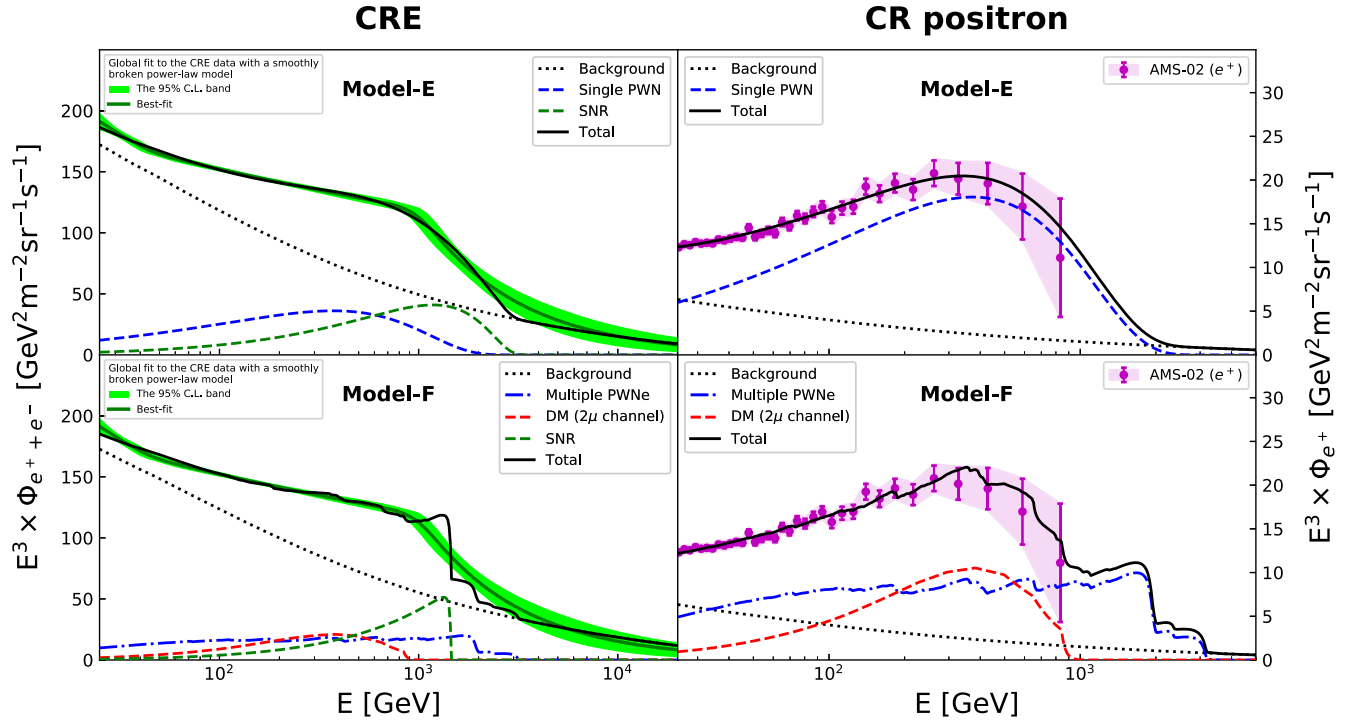 CRE
CR positron
Global fit to the CRE data with a smoothly
broken power-law model
The 95% C.L. band
Best-fit
Model-E
Background
Single PWN
SNR
Total
Background
Single PWN
Total
Model-E
AMS-02 (e⁺)
200
150
100
50
0
30
25
20
15
10
5
0
Global fit to the CRE data with a smoothly
broken power-law model
The 95% C.L. band
Best-fit
Model-F
Background
Multiple PWNe
DM (2μ channel)
SNR
Total
Background
Multiple PWNe
DM (2μ channel)
Total
Model-F
AMS-02 (e⁺)
200
150
100
50
0
30
25
20
15
10
5
0
10² 10³ 10⁴
10² 10³
E [GeV]
E [GeV]
E³ × Φ_{e⁺+e⁻} [GeV²m⁻²sr⁻¹s⁻¹]
E³ × Φ_{e⁺} [GeV²m⁻²sr⁻¹s⁻¹]